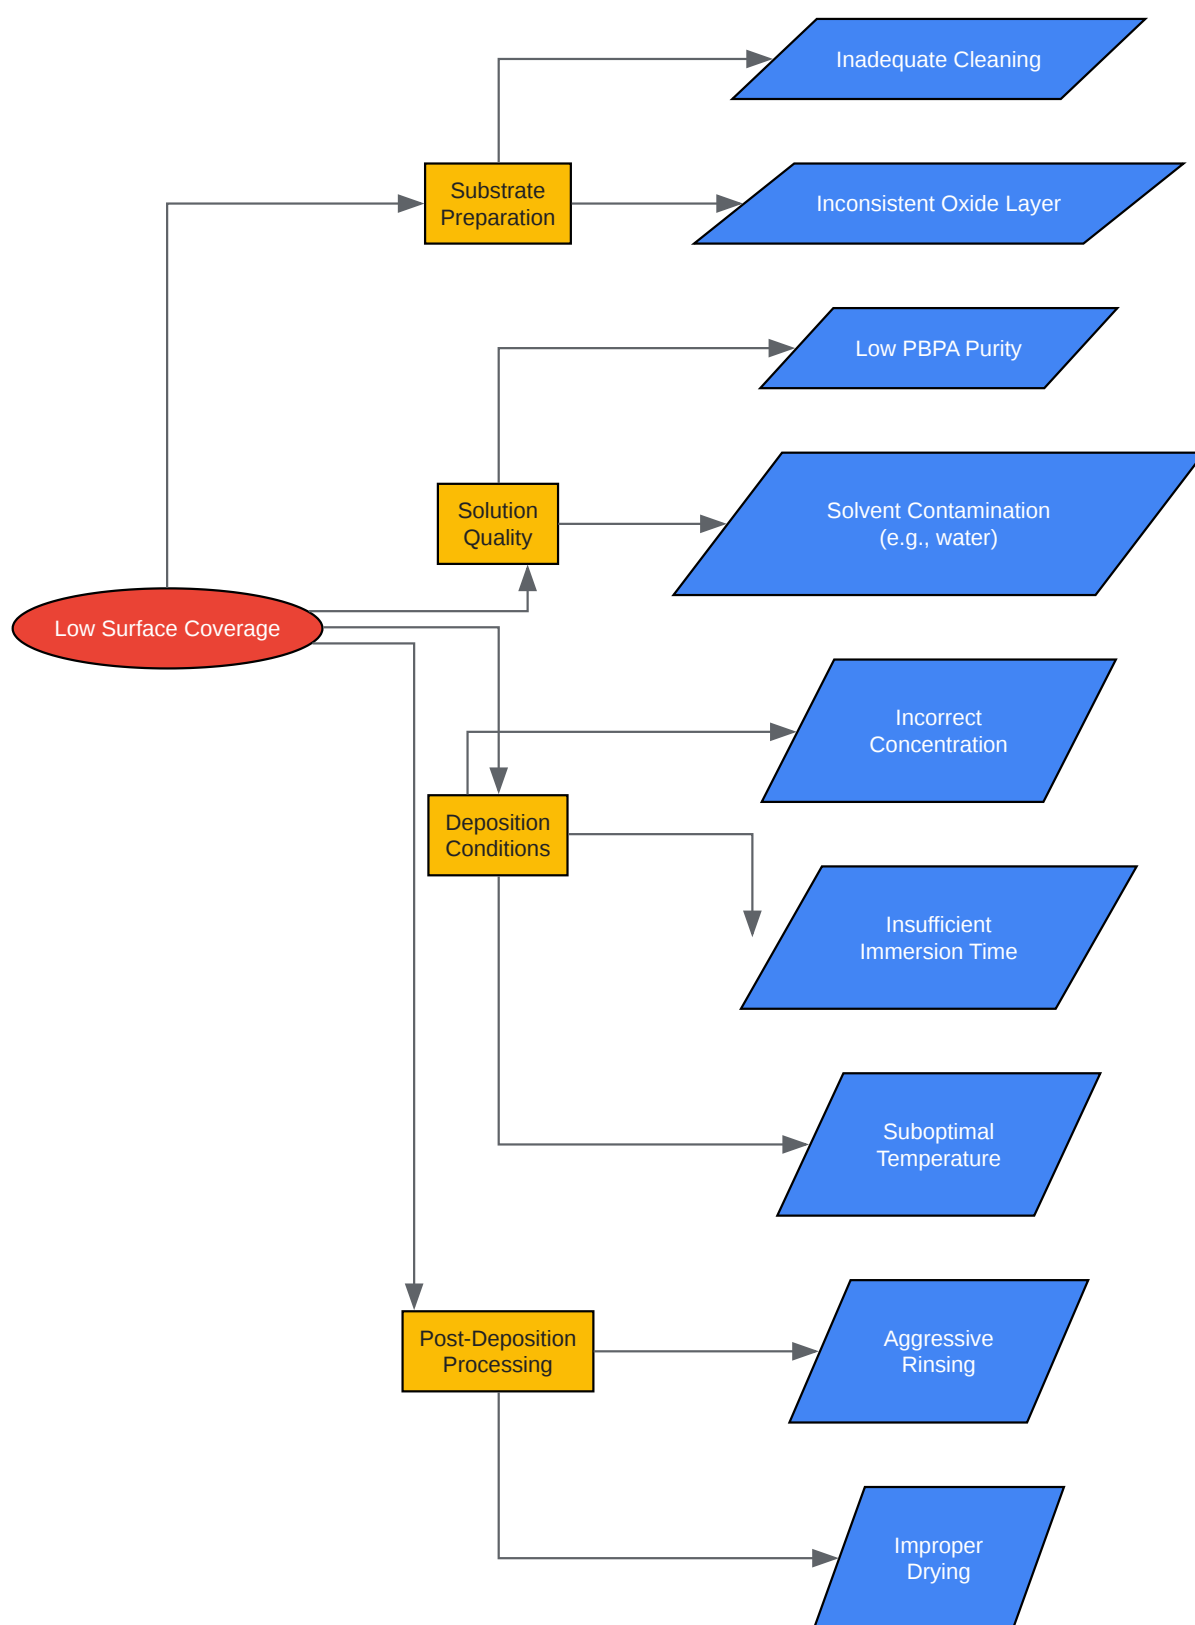 Inadequate Cleaning
Substrate
Preparation
Inconsistent Oxide Layer
Low PBPA Purity
Solution
Quality
Solvent Contamination
(e.g., water)
Low Surface Coverage
Incorrect
Concentration
Deposition
Conditions
Insufficient
Immersion Time
Suboptimal
Temperature
Post-Deposition
Processing
Aggressive
Rinsing
Improper
Drying